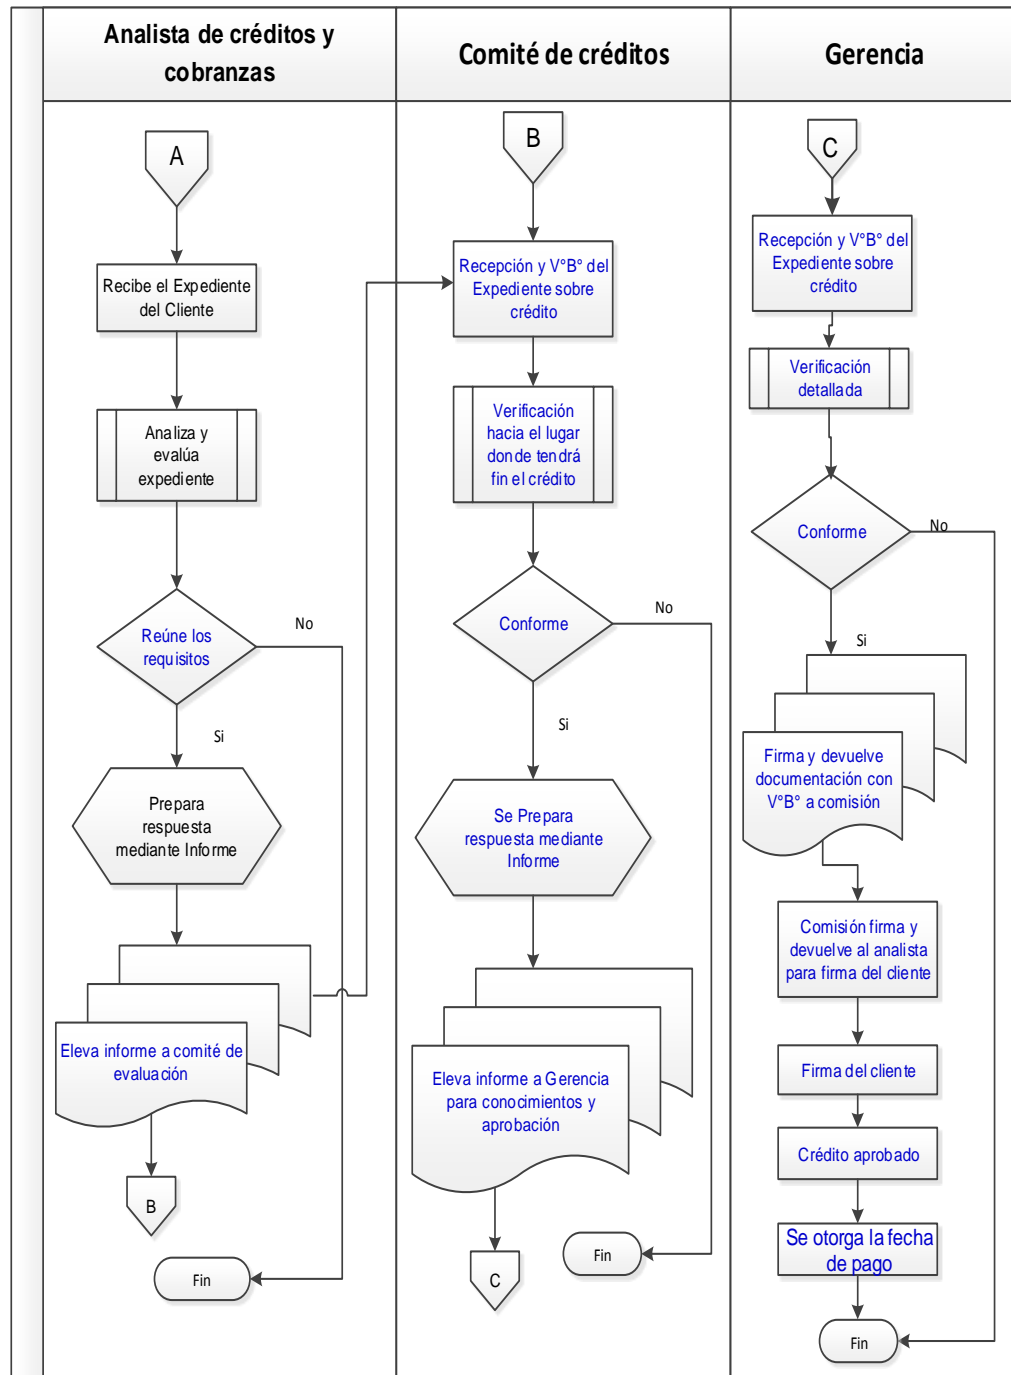 Analista de créditos y
cobranzas
Comité de créditos
Gerencia
A
Recibe el Expediente
del Cliente
Analiza y
evalúa
expediente
Reúne los
requisitos
No
Si
Prepara
respuesta
mediante Informe
Eleva informe a comité de
evaluación
B
Fin
B
Recepción y V°B° del
Expediente sobre
crédito
Verificación
hacia el lugar
donde tendrá
fin el crédito
Conforme
No
Si
Se Prepara
respuesta mediante
Informe
Eleva informe a Gerencia
para conocimientos y
aprobación
C
Fin
C
Recepción y V°B° del
Expediente sobre
crédito
Verificación
detallada
Conforme
No
Si
Firma y devuelve
documentación con
V°B° a comisión
Comisión firma y
devuelve al analista
para firma del cliente
Firma del cliente
Crédito aprobado
Se otorga la fecha
de pago
Fin